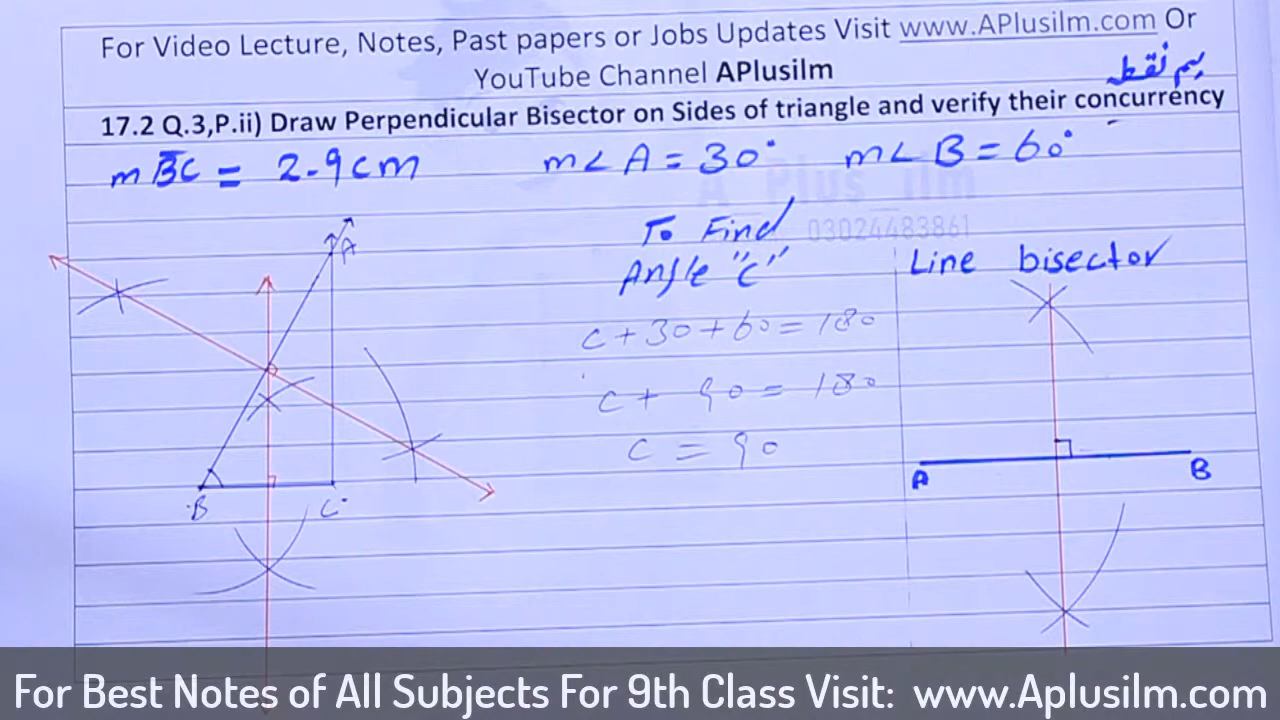 For Video Lecture, Notes, Past papers or Jobs Updates Visit www.APlusilm.com Or
YouTube Channel APlusilm
ہم نقطہ
17.2 Q.3,P.ii) Draw Perpendicular Bisector on Sides of triangle and verify their concurrency
mBC = 2.9cm m∠A = 30° m∠B = 60°
A Plus ilm
03024483861
To Find
Angle "C"
C + 30 + 60 = 180
C + 90 = 180
C = 90
Line bisector
A
B
C
A
B
For Best Notes of All Subjects For 9th Class Visit: www.Aplusilm.com